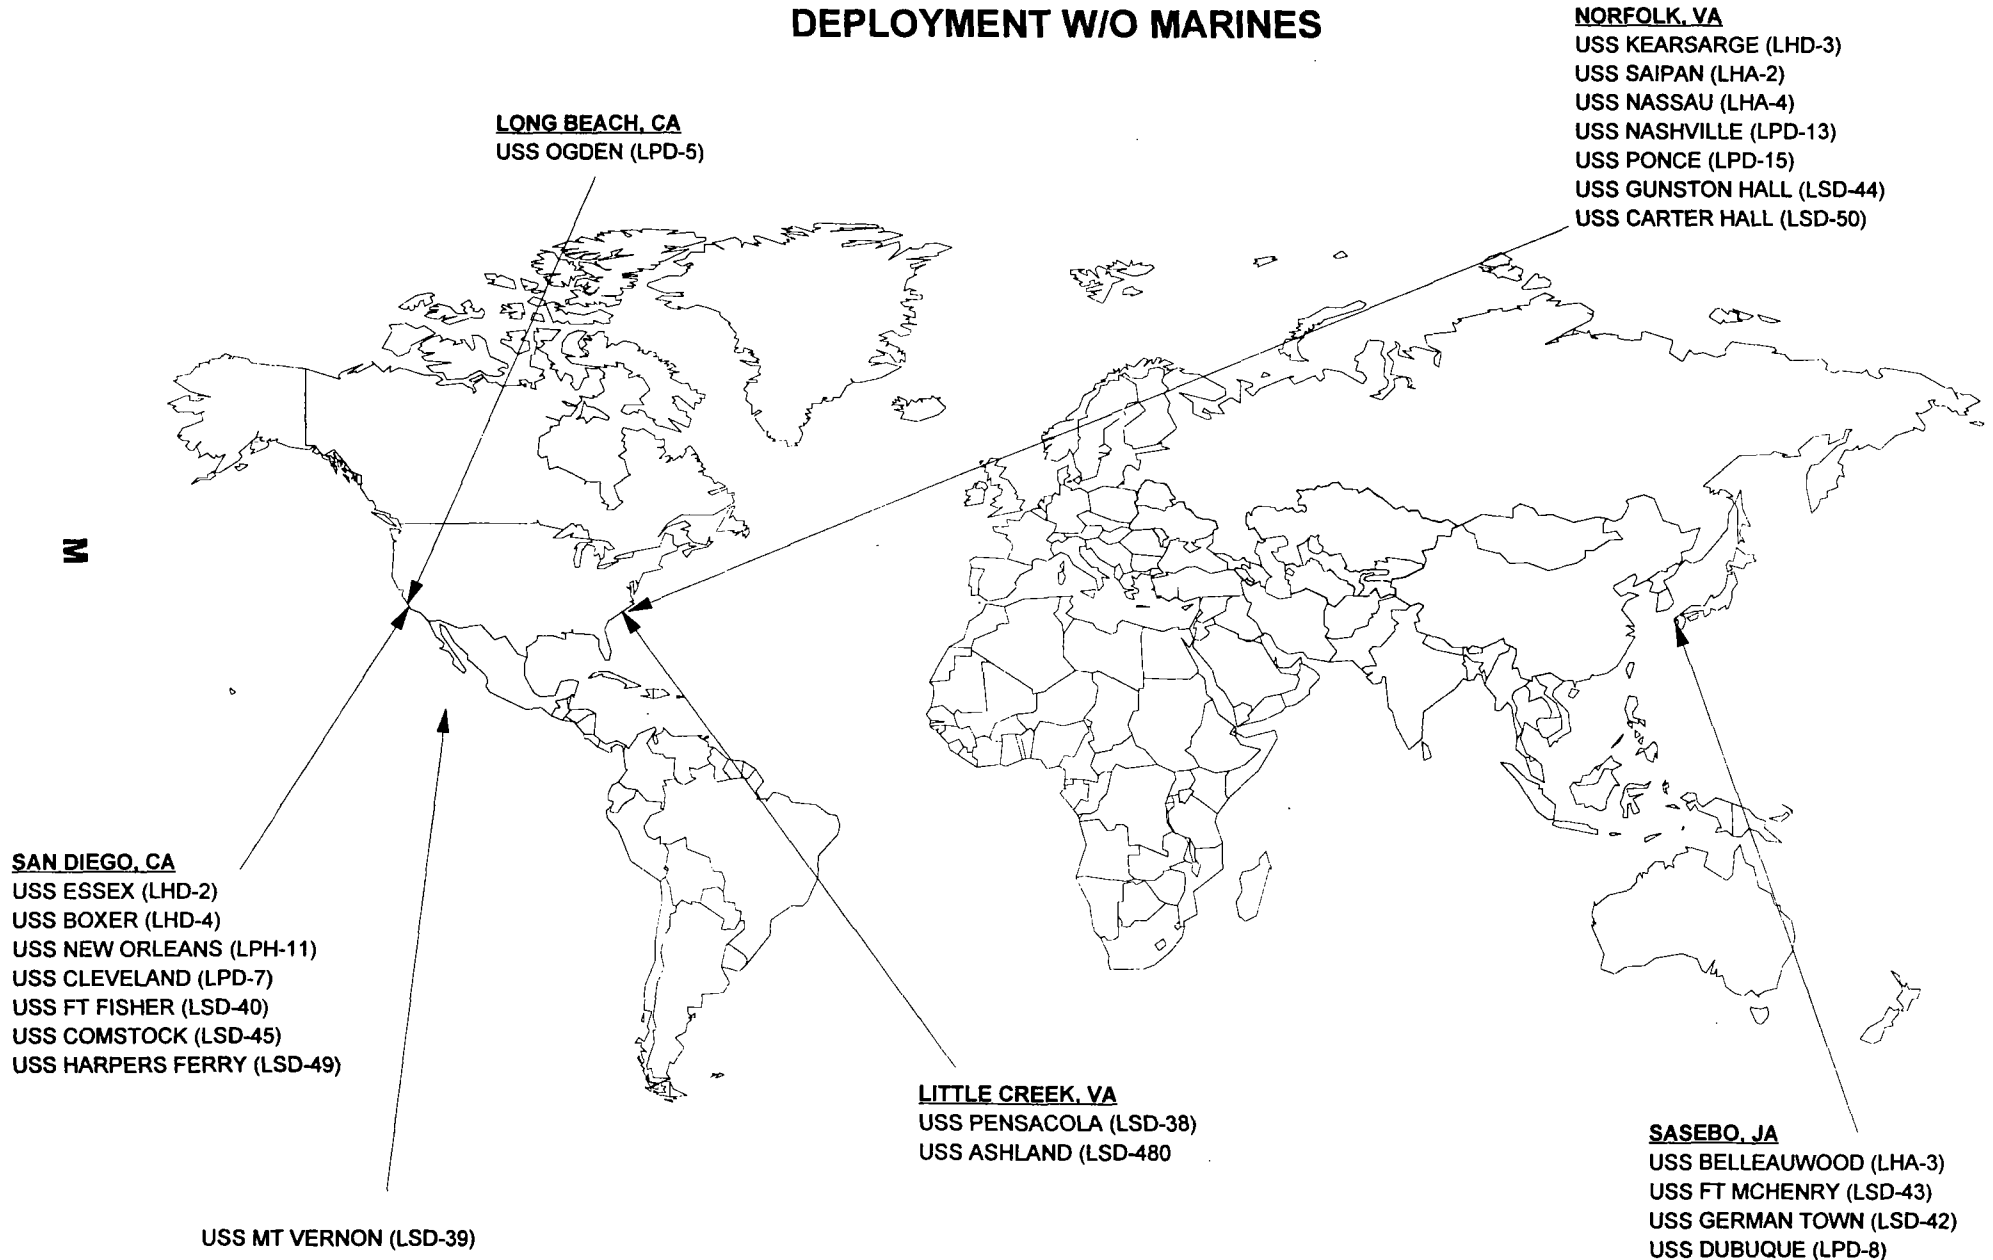 DEPLOYMENT W/O MARINES
NORFOLK, VA
USS KEARSARGE (LHD-3)
USS SAIPAN (LHA-2)
USS NASSAU (LHA-4)
USS NASHVILLE (LPD-13)
USS PONCE (LPD-15)
USS GUNSTON HALL (LSD-44)
USS CARTER HALL (LSD-50)
LONG BEACH, CA
USS OGDEN (LPD-5)
M
SAN DIEGO, CA
USS ESSEX (LHD-2)
USS BOXER (LHD-4)
USS NEW ORLEANS (LPH-11)
USS CLEVELAND (LPD-7)
USS FT FISHER (LSD-40)
USS COMSTOCK (LSD-45)
USS HARPERS FERRY (LSD-49)
USS MT VERNON (LSD-39)
LITTLE CREEK, VA
USS PENSACOLA (LSD-38)
USS ASHLAND (LSD-480
SASEBO, JA
USS BELLEAUWOOD (LHA-3)
USS FT MCHENRY (LSD-43)
USS GERMAN TOWN (LSD-42)
USS DUBUQUE (LPD-8)